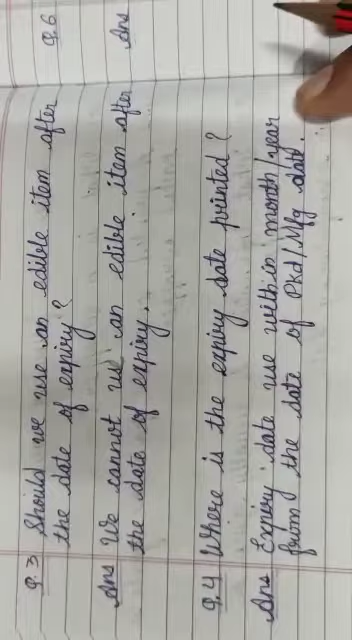 Q.3 Should we use an edible item after
the date of expiry?
Ans We cannot use an edible item after
the date of expiry.
Q.4 Where is the expiry date printed?
Ans Expiry date use within month/year
from the date of Pkd/Mfg date.
Q.6
Ans